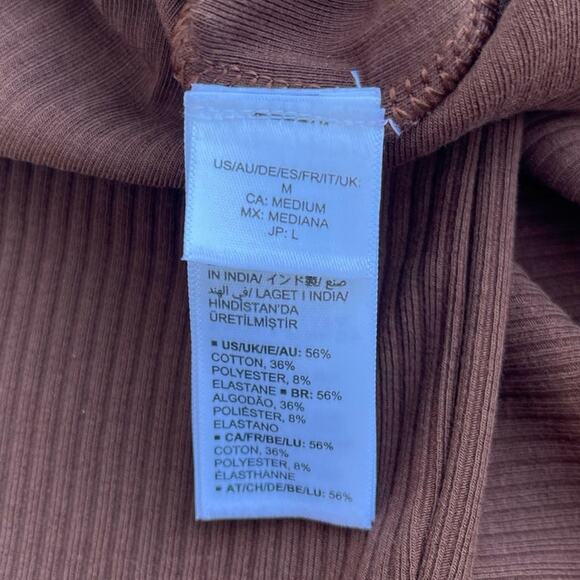 US/AU/DE/ES/FR/IT/UK:
M
CA: MEDIUM
MX: MEDIANA
JP: L
IN INDIA/ インド製/ صنع
في الهند/ LAGET I INDIA/
HİNDİSTAN'DA
ÜRETİLMİŞTİR
▪ US/UK/IE/AU: 56%
COTTON, 36%
POLYESTER, 8%
ELASTANE ▪ BR: 56%
ALGODÃO, 36%
POLIÉSTER, 8%
ELASTANO
▪ CA/FR/BE/LU: 56%
COTON, 36%
POLYESTER, 8%
ÉLASTHANNE
▪ AT/CH/DE/BE/LU: 56%